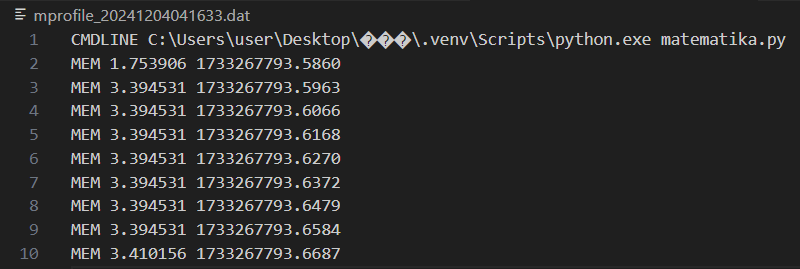 mprofile_20241204041633.dat
1 CMDLINE C:\Users\user\Desktop\���\.venv\Scripts\python.exe matematika.py
2 MEM 1.753906 1733267793.5860
3 MEM 3.394531 1733267793.5963
4 MEM 3.394531 1733267793.6066
5 MEM 3.394531 1733267793.6168
6 MEM 3.394531 1733267793.6270
7 MEM 3.394531 1733267793.6372
8 MEM 3.394531 1733267793.6479
9 MEM 3.394531 1733267793.6584
10 MEM 3.410156 1733267793.6687